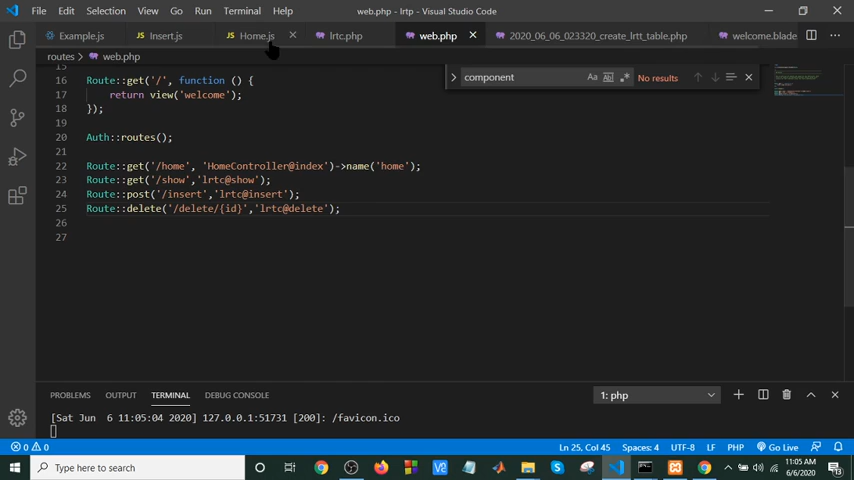 File Edit Selection View Go Run Terminal Help web.php - lrtp - Visual Studio Code
Example.js Insert.js Home.js lrtc.php web.php 2020_06_06_023320_create_lrtt_table.php welcome.blade
routes > web.php
component Aa ab No results
15
16 Route::get('/', function () {
17 return view('welcome');
18 });
19
20 Auth::routes();
21
22 Route::get('/home', 'HomeController@index')->name('home');
23 Route::get('/show','lrtc@show');
24 Route::post('/insert','lrtc@insert');
25 Route::delete('/delete/{id}','lrtc@delete');
26
27
PROBLEMS OUTPUT TERMINAL DEBUG CONSOLE 1: php
[Sat Jun 6 11:05:04 2020] 127.0.0.1:51731 [200]: /favicon.ico
0 0 Ln 25, Col 45 Spaces: 4 UTF-8 LF PHP Go Live
Type here to search 11:05 AM
6/6/2020 13